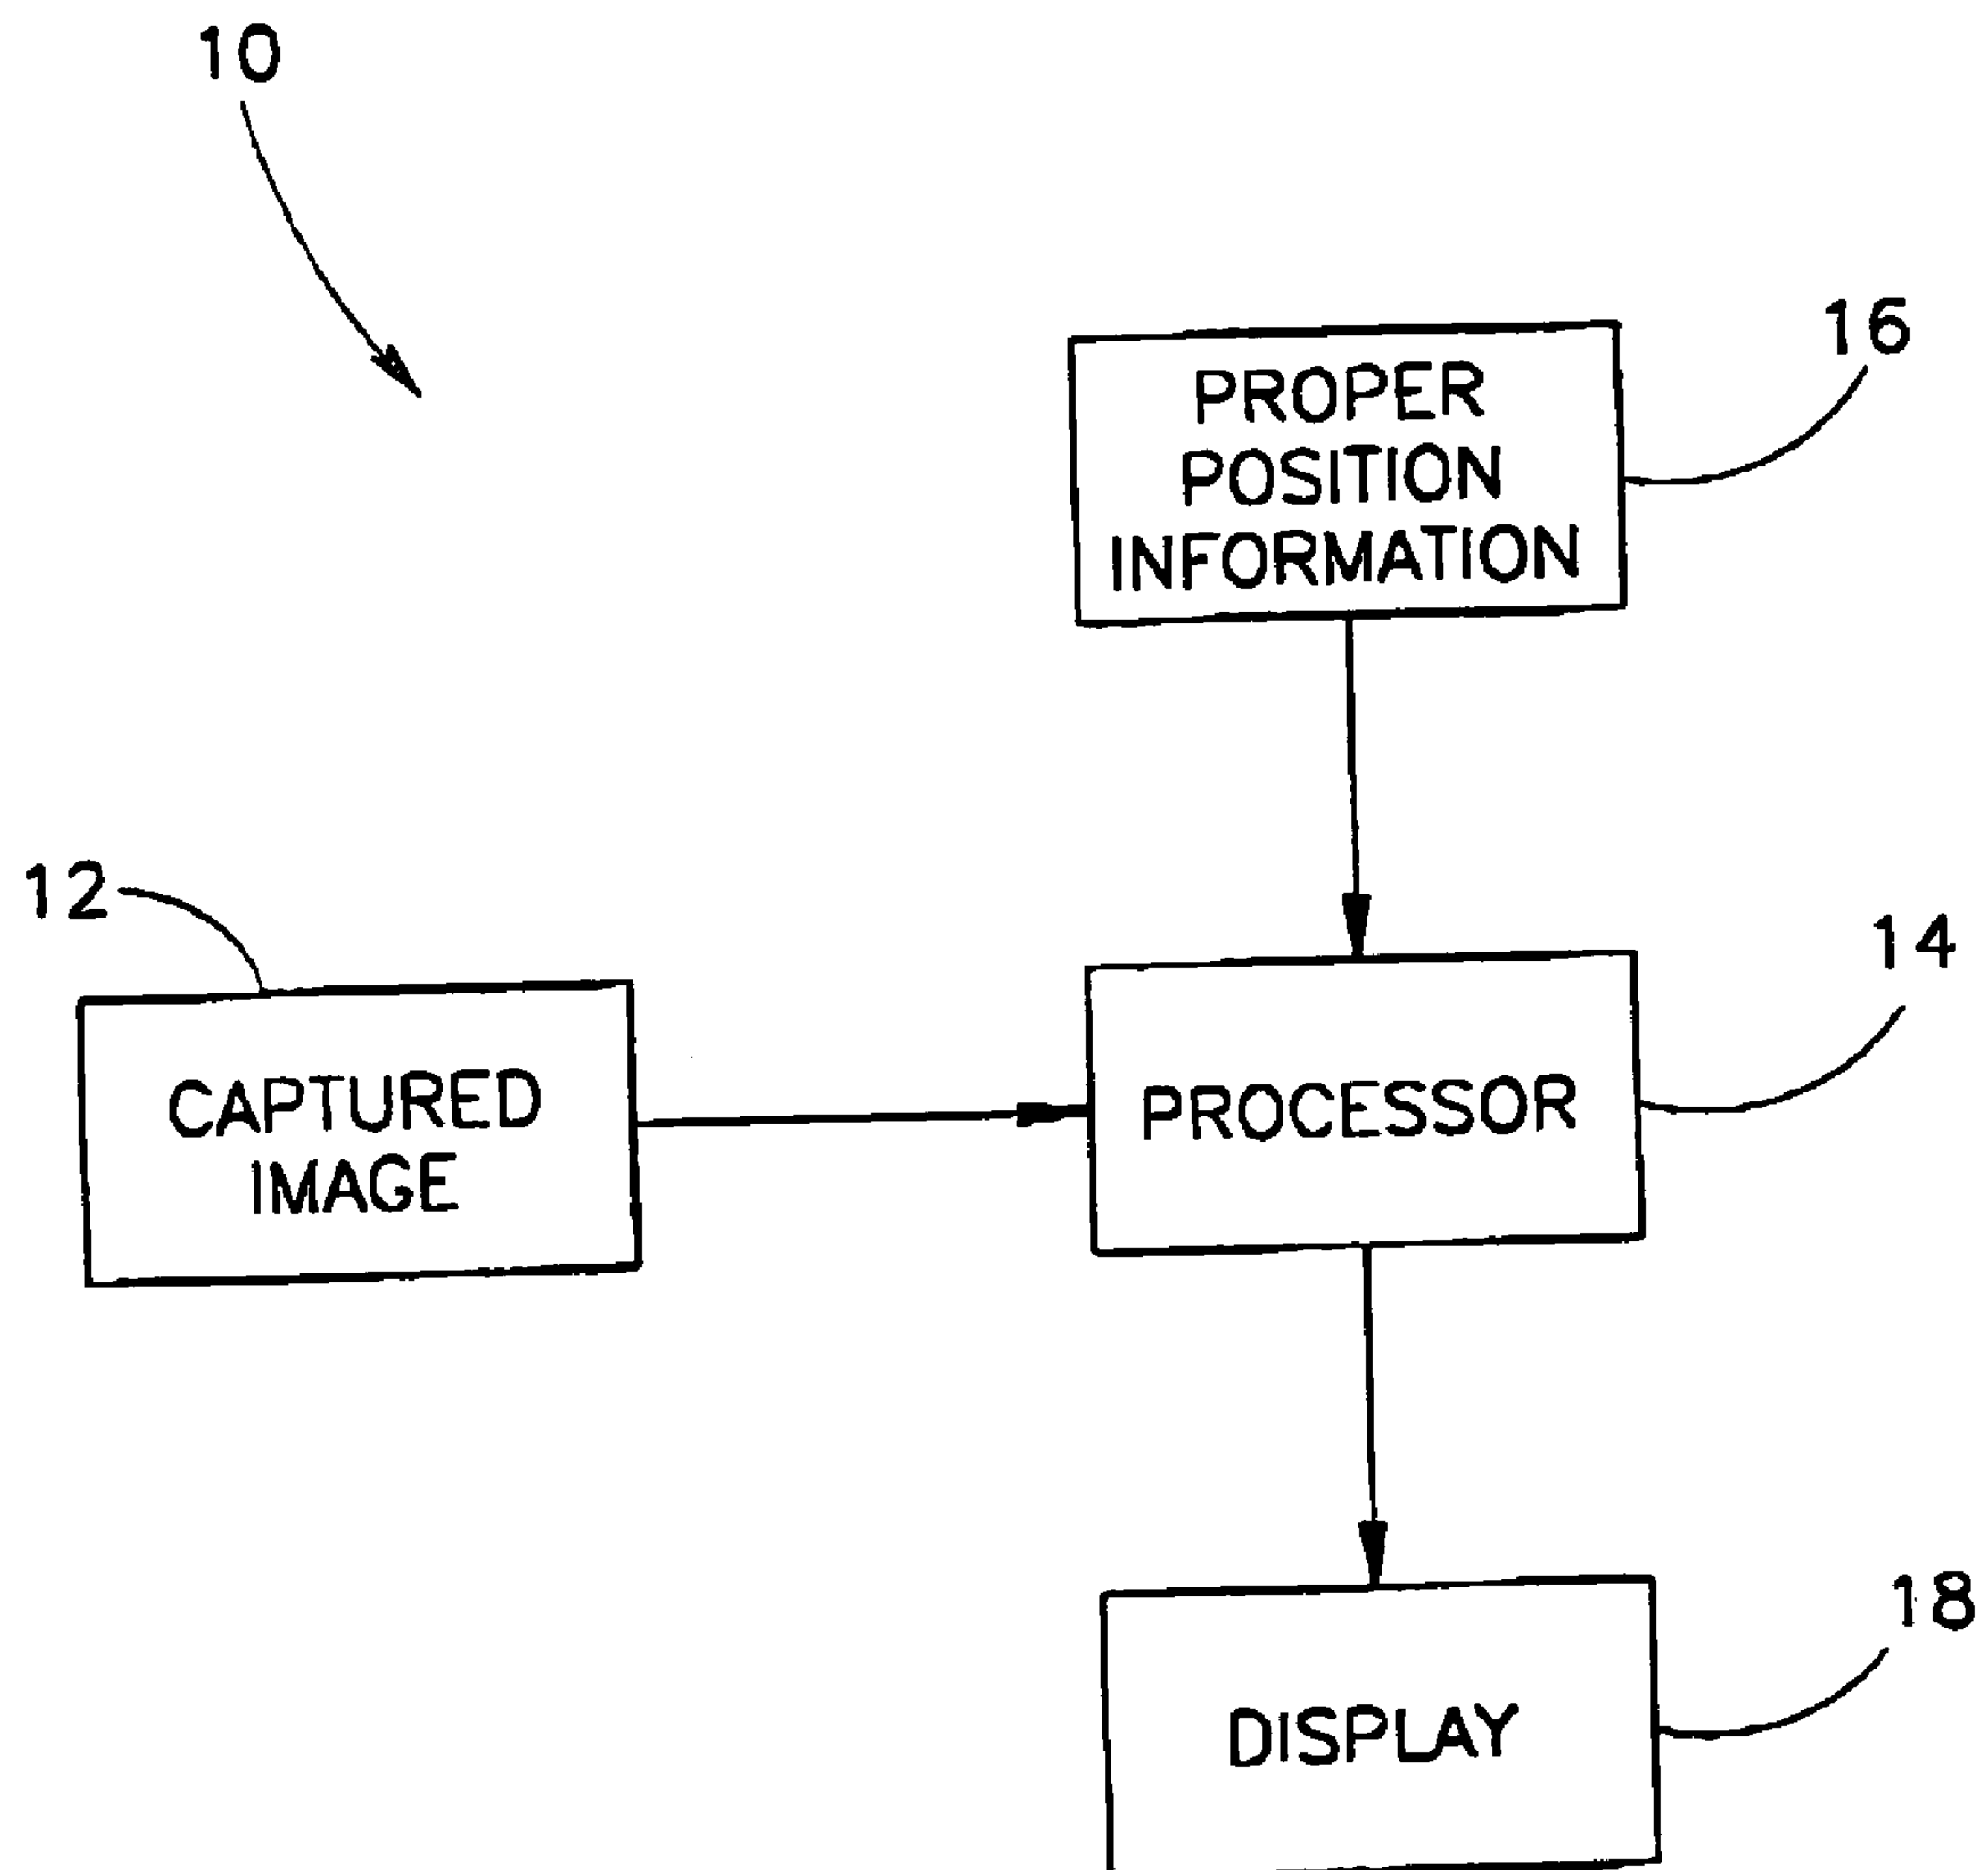 10
16
PROPER
POSITION
INFORMATION
12
14
CAPTURED
IMAGE
PROCESSOR
18
DISPLAY